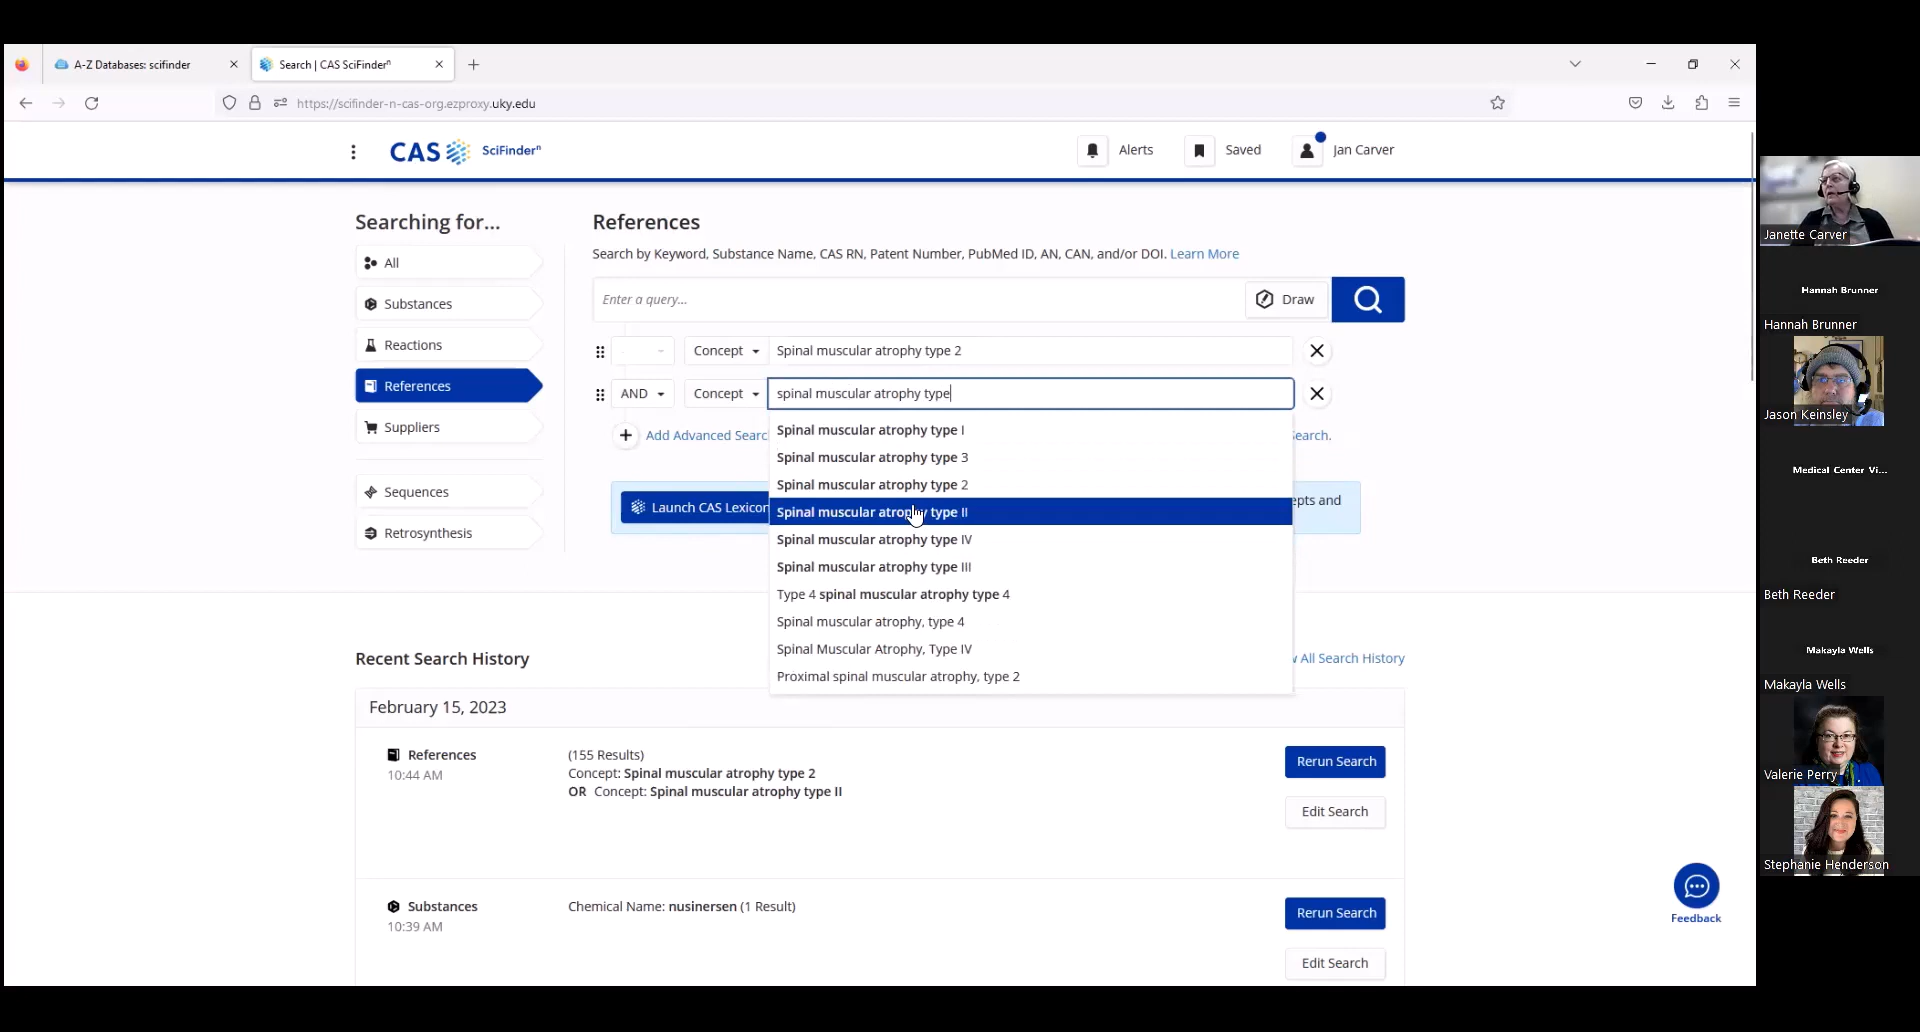 A-Z Databases: scifinder
Search | CAS SciFinderⁿ
https://scifinder-n-cas-org.ezproxy.uky.edu
CAS SciFinderⁿ
Alerts
Saved
Jan Carver
Searching for...
All
Substances
Reactions
References
Suppliers
Sequences
Retrosynthesis
References
Search by Keyword, Substance Name, CAS RN, Patent Number, PubMed ID, AN, CAN, and/or DOI. Learn More
Enter a query...
Draw
Concept
Spinal muscular atrophy type 2
AND
Concept
spinal muscular atrophy type
Spinal muscular atrophy type I
Spinal muscular atrophy type 3
Spinal muscular atrophy type 2
Spinal muscular atrophy type II
Spinal muscular atrophy type IV
Spinal muscular atrophy type III
Type 4 spinal muscular atrophy type 4
Spinal muscular atrophy, type 4
Spinal Muscular Atrophy, Type IV
Proximal spinal muscular atrophy, type 2
Add Advanced Searc
earch.
Launch CAS Lexicon
epts and
Recent Search History
All Search History
February 15, 2023
References
10:44 AM
(155 Results)
Concept: Spinal muscular atrophy type 2
OR Concept: Spinal muscular atrophy type II
Rerun Search
Edit Search
Substances
10:39 AM
Chemical Name: nusinersen (1 Result)
Rerun Search
Edit Search
Feedback
Janette Carver
Hannah Brunner
Hannah Brunner
Jason Keinsley
Medical Center Vi...
Beth Reeder
Beth Reeder
Makayla Wells
Makayla Wells
Valerie Perry
Stephanie Henderson